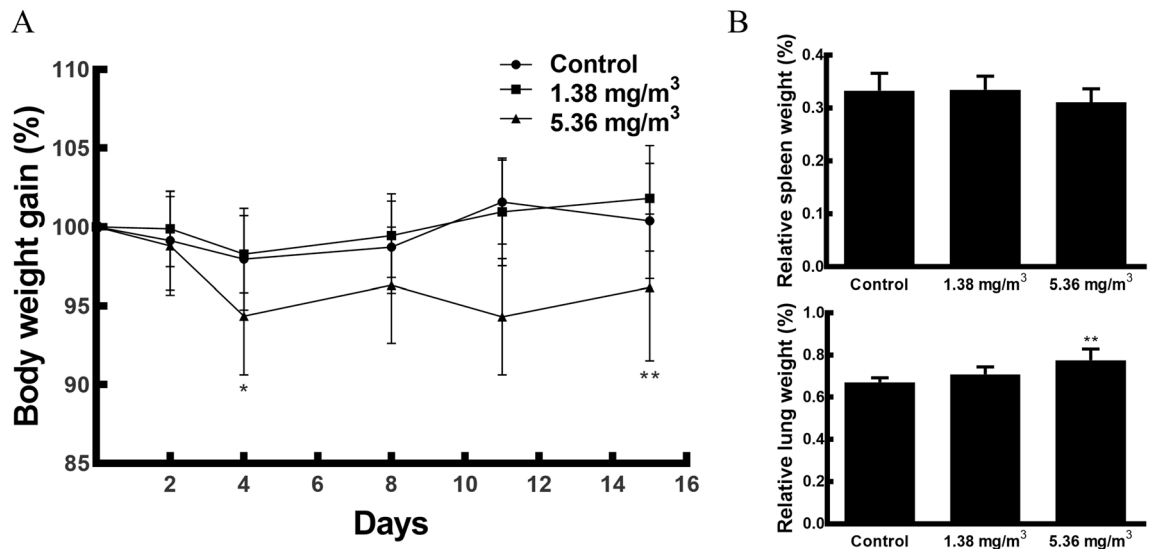 A
Body weight gain (%)
110
105
100
95
90
85
Control
1.38 mg/m³
5.36 mg/m³
*
**
2 4 6 8 10 12 14 16
Days
B
Relative spleen weight (%)
0.4
0.3
0.2
0.1
0.0
Control 1.38 mg/m³ 5.36 mg/m³
Relative lung weight (%)
1.0
0.8
0.6
0.4
0.2
0.0
**
Control 1.38 mg/m³ 5.36 mg/m³